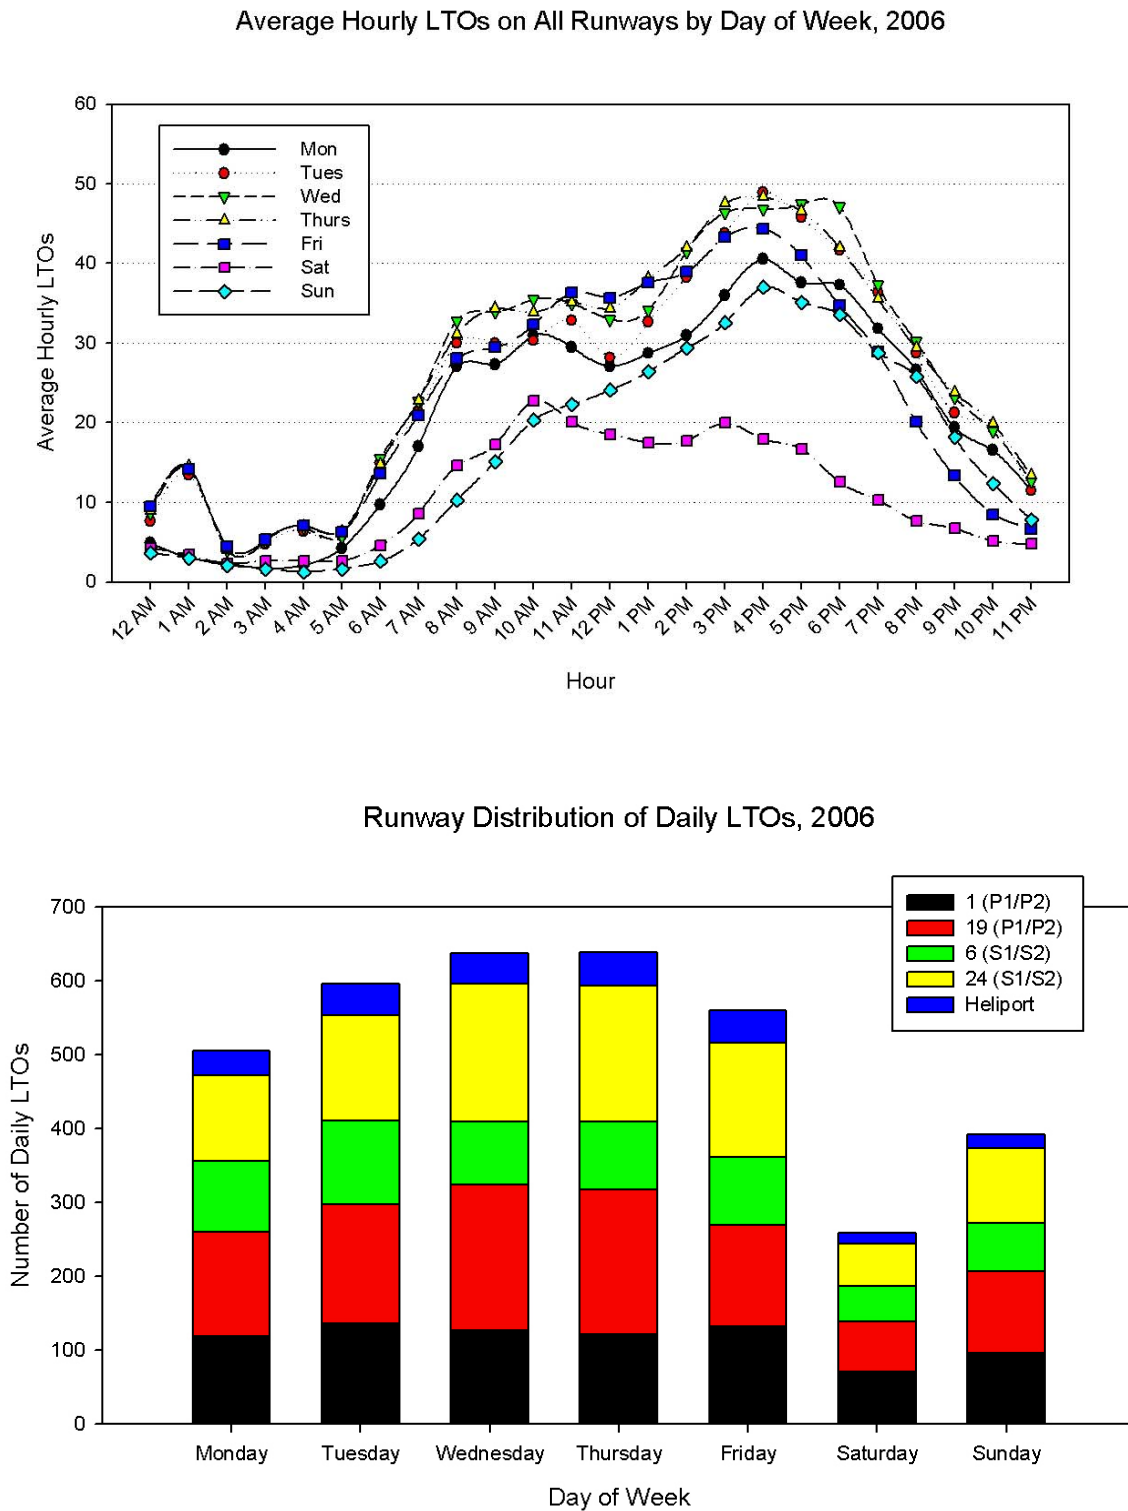 Average Hourly LTOs on All Runways by Day of Week, 2006
60
50
40
30
20
10
0
Average Hourly LTOs
Mon
Tues
Wed
Thurs
Fri
Sat
Sun
12 AM
1 AM
2 AM
3 AM
4 AM
5 AM
6 AM
7 AM
8 AM
9 AM
10 AM
11 AM
12 PM
1 PM
2 PM
3 PM
4 PM
5 PM
6 PM
7 PM
8 PM
9 PM
10 PM
11 PM
Hour
Runway Distribution of Daily LTOs, 2006
700
600
500
400
300
200
100
0
Number of Daily LTOs
1 (P1/P2)
19 (P1/P2)
6 (S1/S2)
24 (S1/S2)
Heliport
Monday
Tuesday
Wednesday
Thursday
Friday
Saturday
Sunday
Day of Week